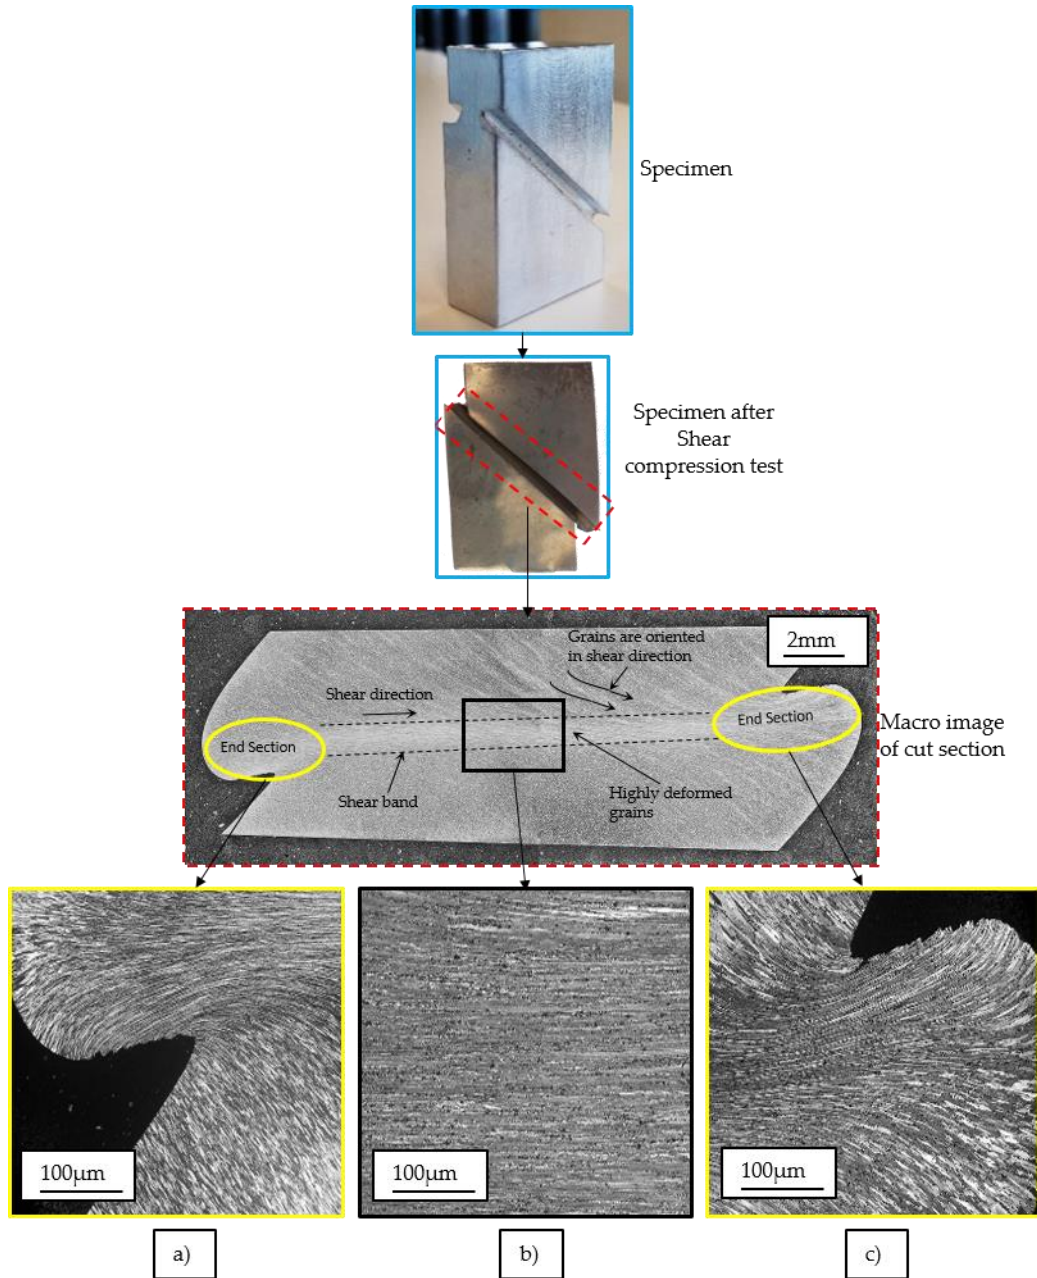 Specimen
Specimen after
Shear
compression test
Grains are oriented
in shear direction
2mm
Shear direction
End Section
End Section
Macro image
of cut section
Shear band
Highly deformed
grains
100µm
100µm
100µm
a)
b)
c)